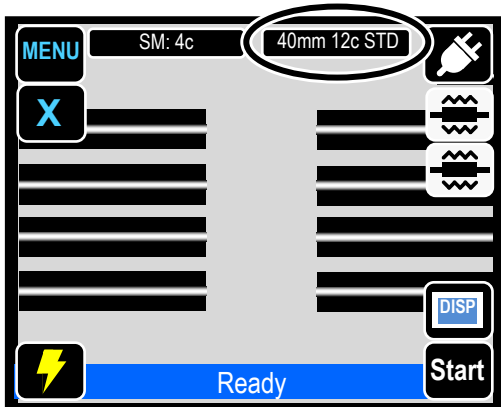 MENU
SM: 4c
40mm 12c STD
X
DISP
Ready
Start